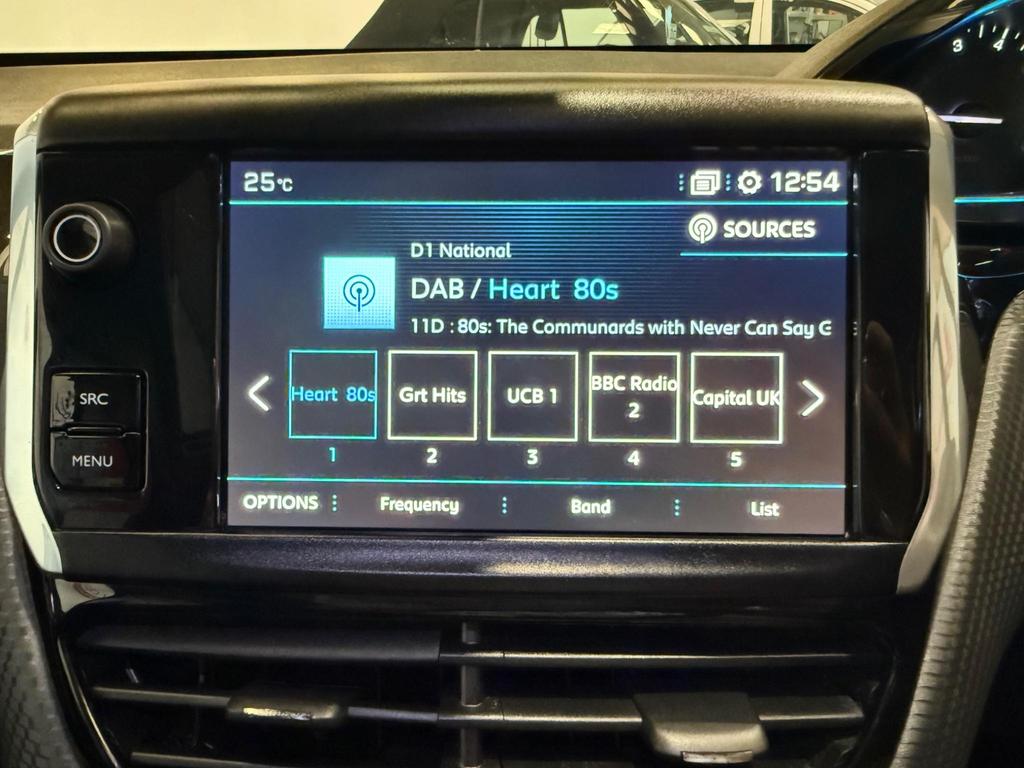 3 4
25°C
12:54
SOURCES
D1 National
DAB / Heart 80s
11D : 80s: The Communards with Never Can Say G
Heart 80s
Grt Hits
UCB 1
BBC Radio
2
Capital UK
1 2 3 4 5
SRC
MENU
OPTIONS Frequency Band List